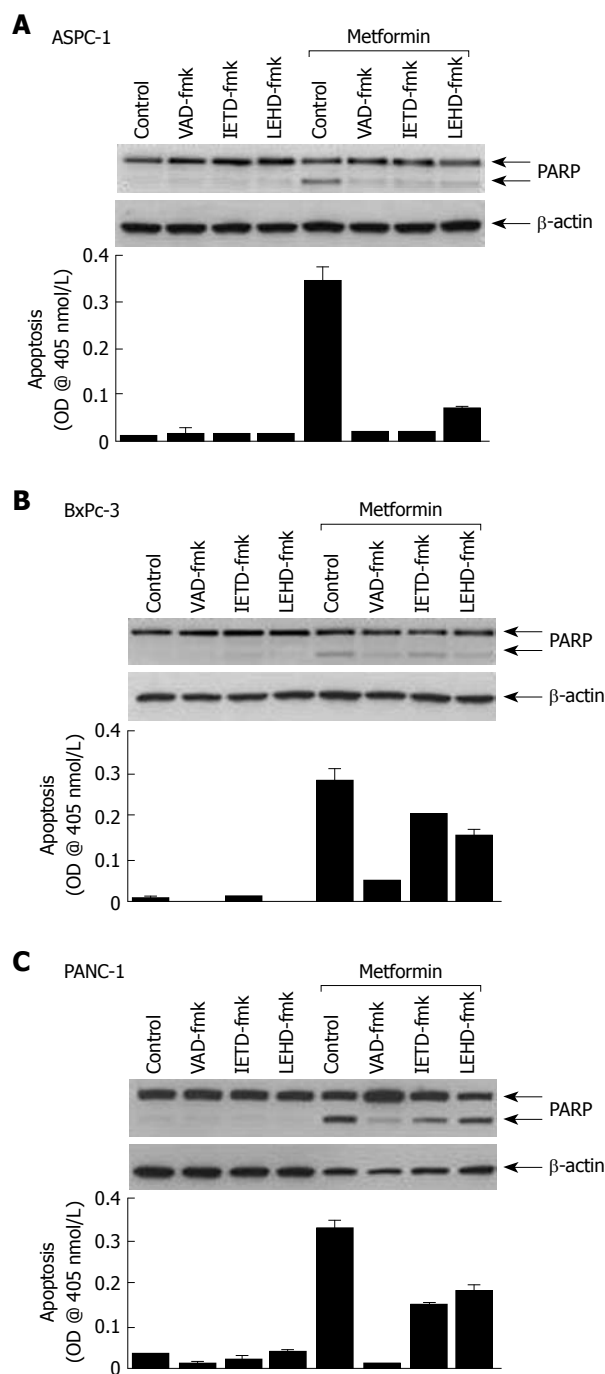 A
ASPC-1
Metformin
Control
VAD-fmk
IETD-fmk
LEHD-fmk
Control
VAD-fmk
IETD-fmk
LEHD-fmk
PARP
β-actin
Apoptosis
(OD @ 405 nmol/L)
0.4
0.3
0.2
0.1
0
B
BxPc-3
Metformin
Control
VAD-fmk
IETD-fmk
LEHD-fmk
Control
VAD-fmk
IETD-fmk
LEHD-fmk
PARP
β-actin
Apoptosis
(OD @ 405 nmol/L)
0.4
0.3
0.2
0.1
0
C
PANC-1
Metformin
Control
VAD-fmk
IETD-fmk
LEHD-fmk
Control
VAD-fmk
IETD-fmk
LEHD-fmk
PARP
β-actin
Apoptosis
(OD @ 405 nmol/L)
0.4
0.3
0.2
0.1
0